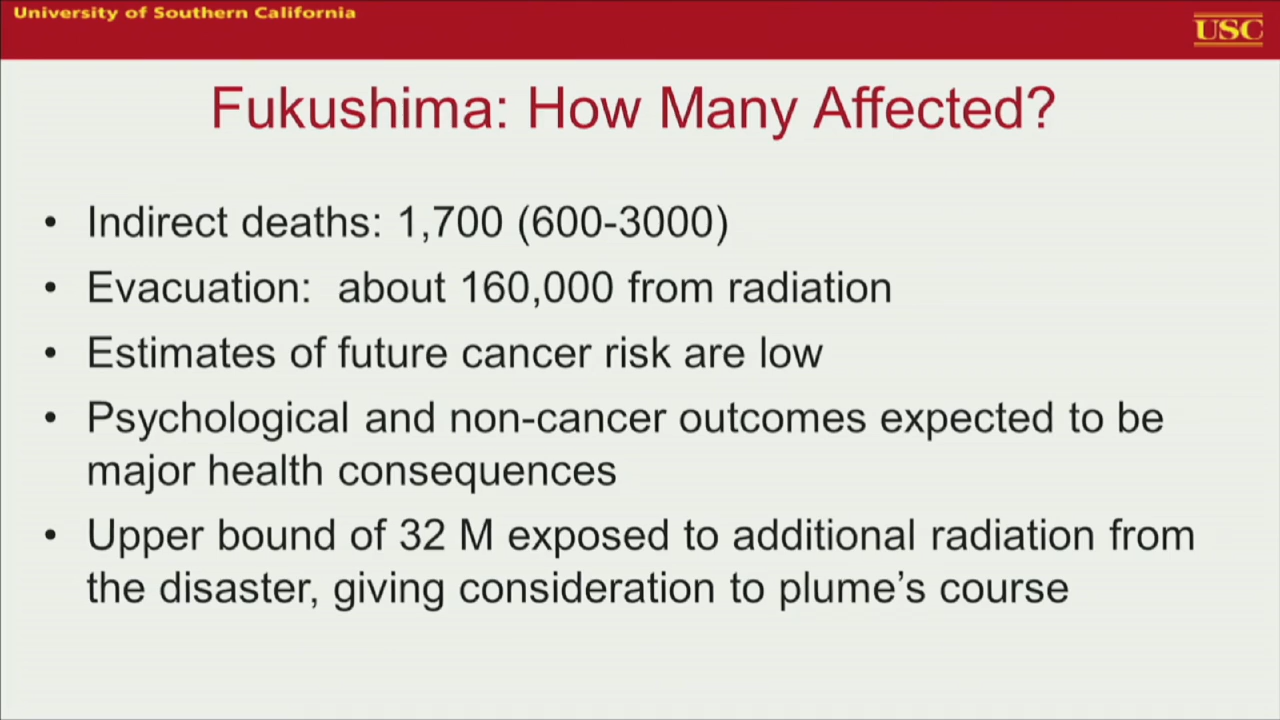 University of Southern California
USC
Fukushima: How Many Affected?
• Indirect deaths: 1,700 (600-3000)
• Evacuation:  about 160,000 from radiation
• Estimates of future cancer risk are low
• Psychological and non-cancer outcomes expected to be
major health consequences
• Upper bound of 32 M exposed to additional radiation from
the disaster, giving consideration to plume’s course